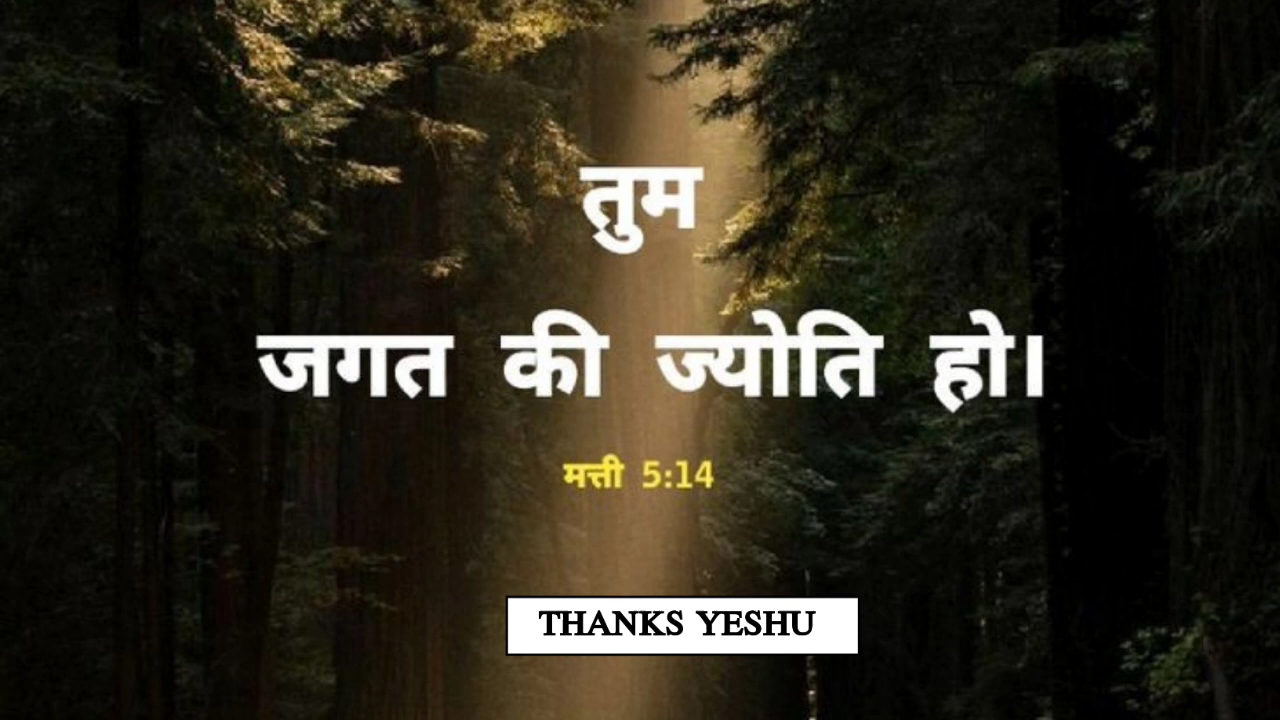 तुम
जगत की ज्योति हो।
मत्ती 5:14
THANKS YESHU